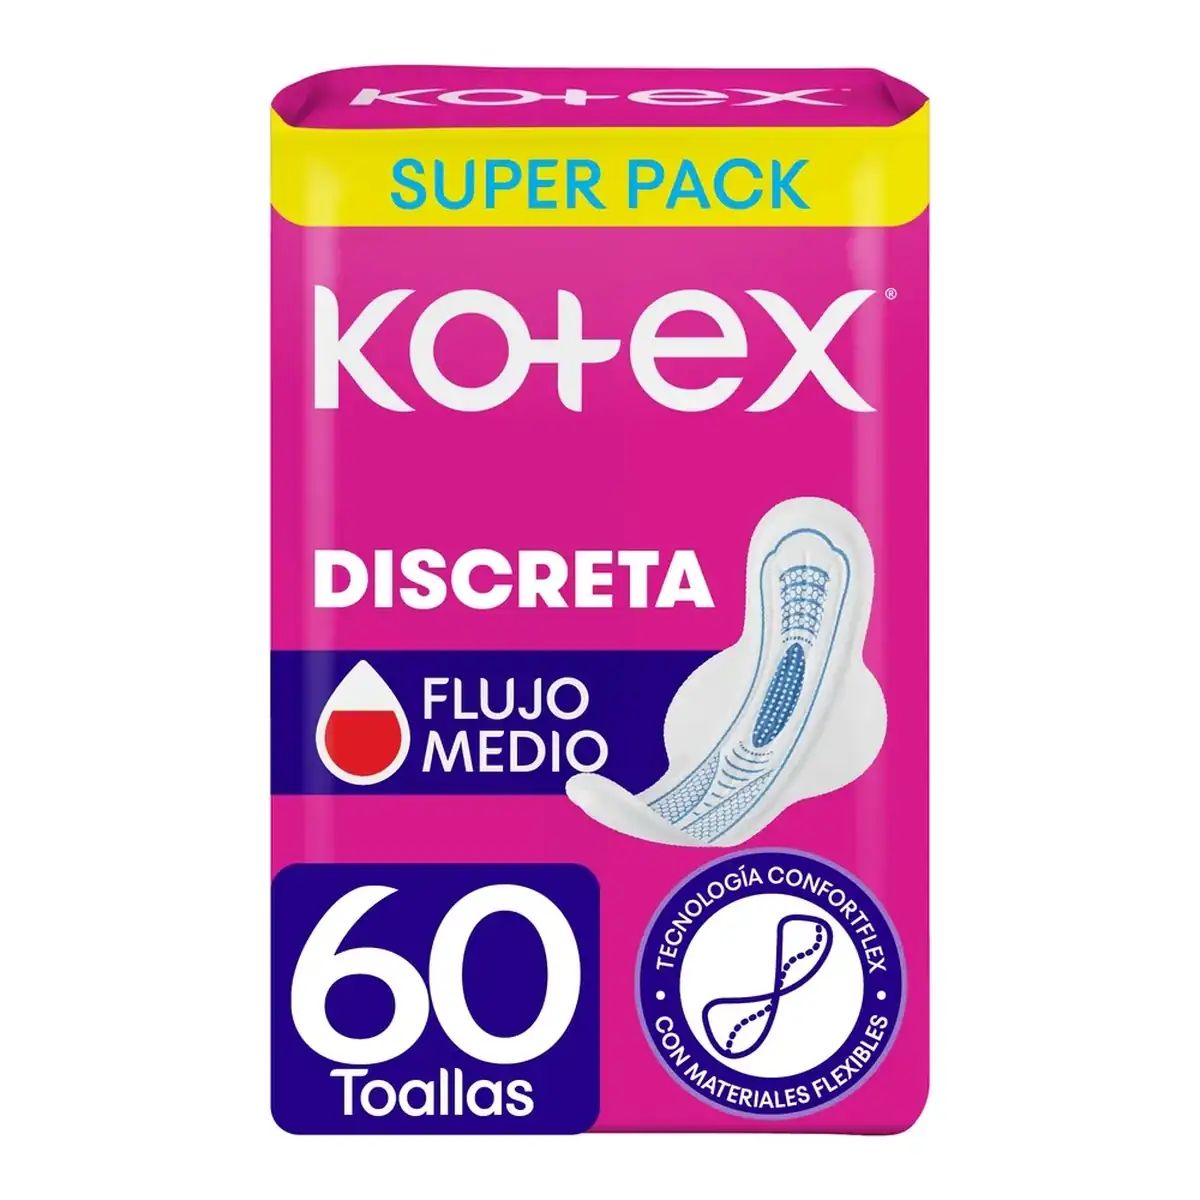 Kotex
SUPER PACK
Kotex®
DISCRETA
FLUJO
MEDIO
60
Toallas
TECNOLOGÍA CONFORTFLEX
• CON MATERIALES FLEXIBLES •